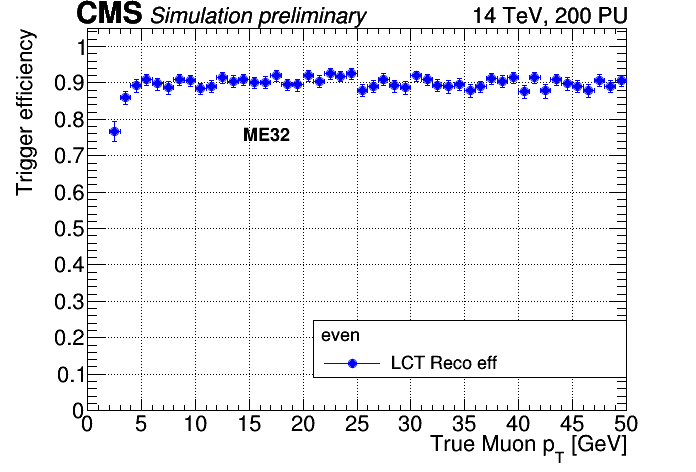 CMS Simulation preliminary 14 TeV, 200 PU
Trigger efficiency
1
0.9
0.8
0.7
0.6
0.5
0.4
0.3
0.2
0.1
0
ME32
even
LCT Reco eff
0 5 10 15 20 25 30 35 40 45 50
True Muon p_T [GeV]